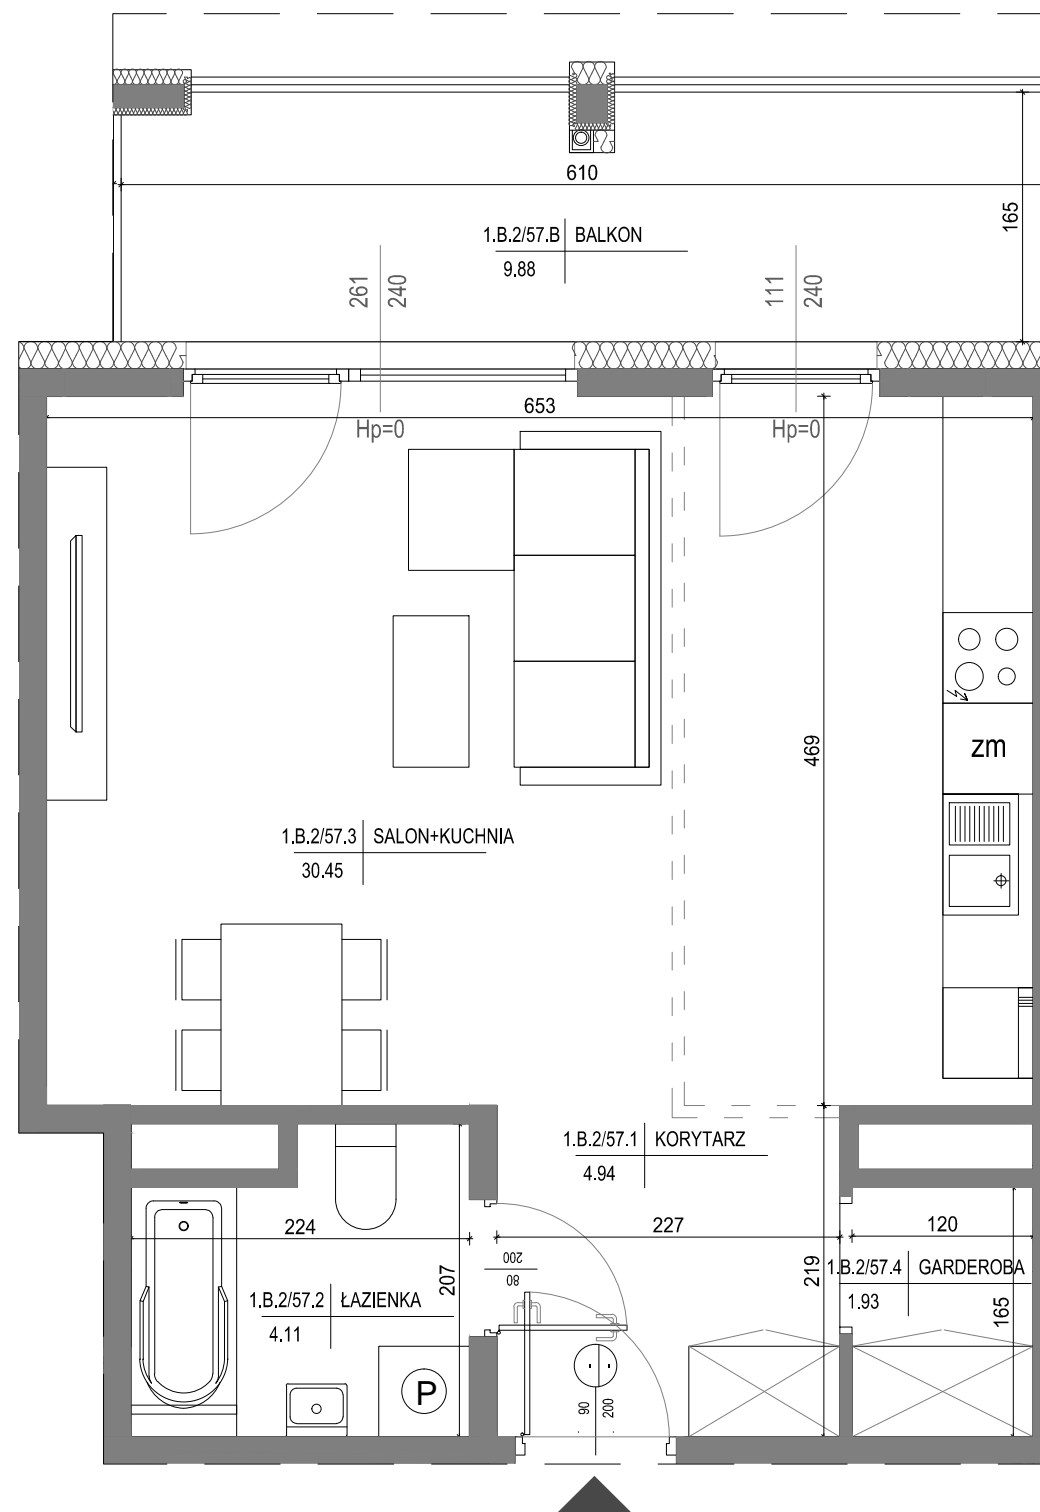 610
165
1.B.2/57.B BALKON
9.88
261
240
111
240
653
Hp=0
Hp=0
469
zm
1.B.2/57.3 SALON+KUCHNIA
30.45
1.B.2/57.1 KORYTARZ
4.94
224
227
120
207
200
80
219
1.B.2/57.4 GARDEROBA
1.93
165
1.B.2/57.2 ŁAZIENKA
4.11
P
90
200